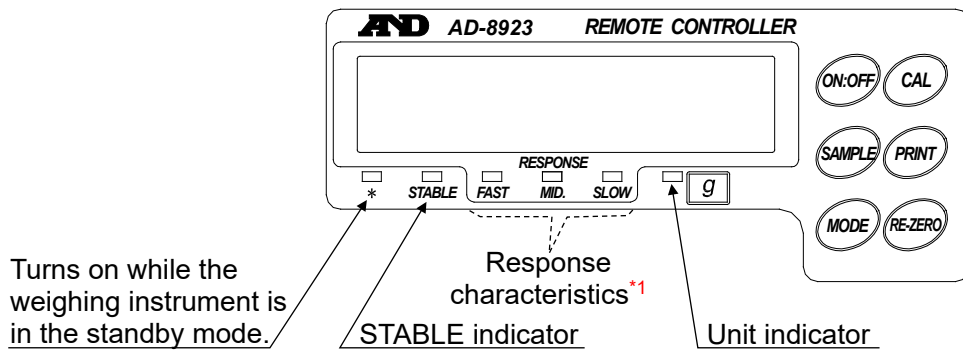 AND AD-8923 REMOTE CONTROLLER
ON:OFF CAL
SAMPLE PRINT
MODE RE-ZERO
RESPONSE
* STABLE FAST MID. SLOW g
Turns on while the
weighing instrument is
in the standby mode.
STABLE indicator
Response
characteristics*1
Unit indicator